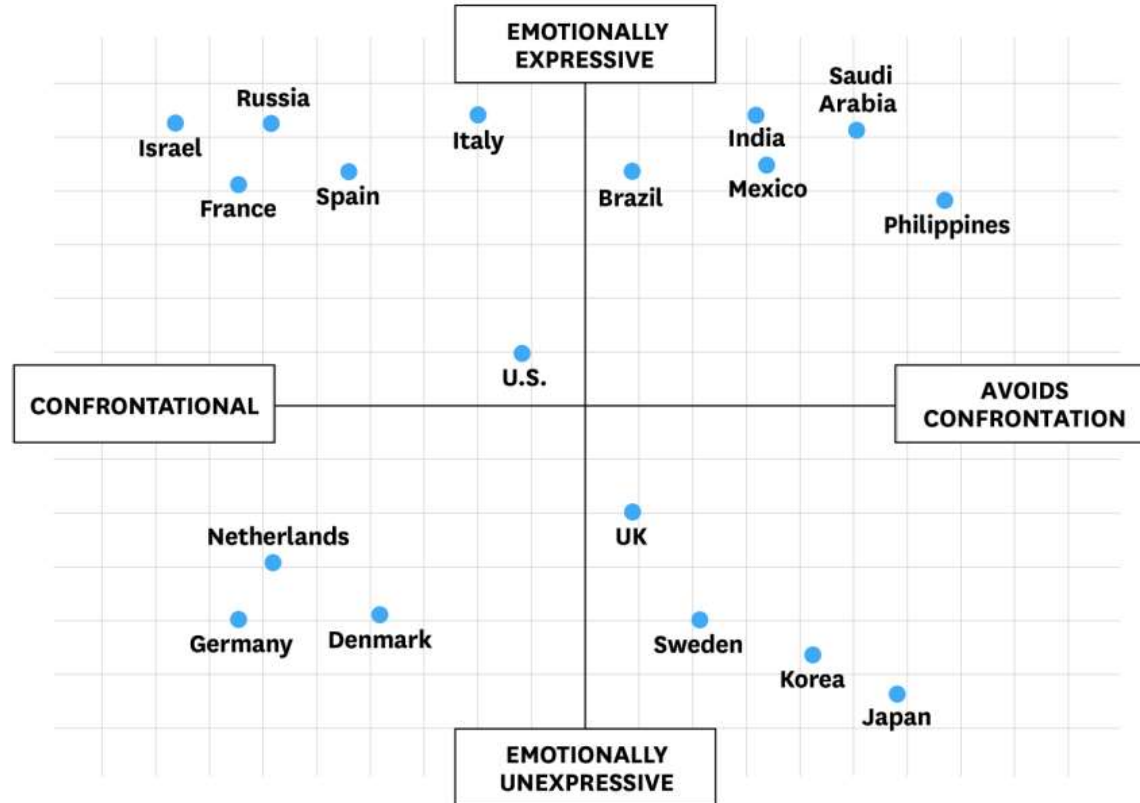 EMOTIONALLY
EXPRESSIVE
Saudi
Arabia
Russia
Israel
Italy
India
France
Spain
Brazil
Mexico
Philippines
U.S.
CONFRONTATIONAL
AVOIDS
CONFRONTATION
Netherlands
UK
Germany
Denmark
Sweden
Korea
Japan
EMOTIONALLY
UNEXPRESSIVE